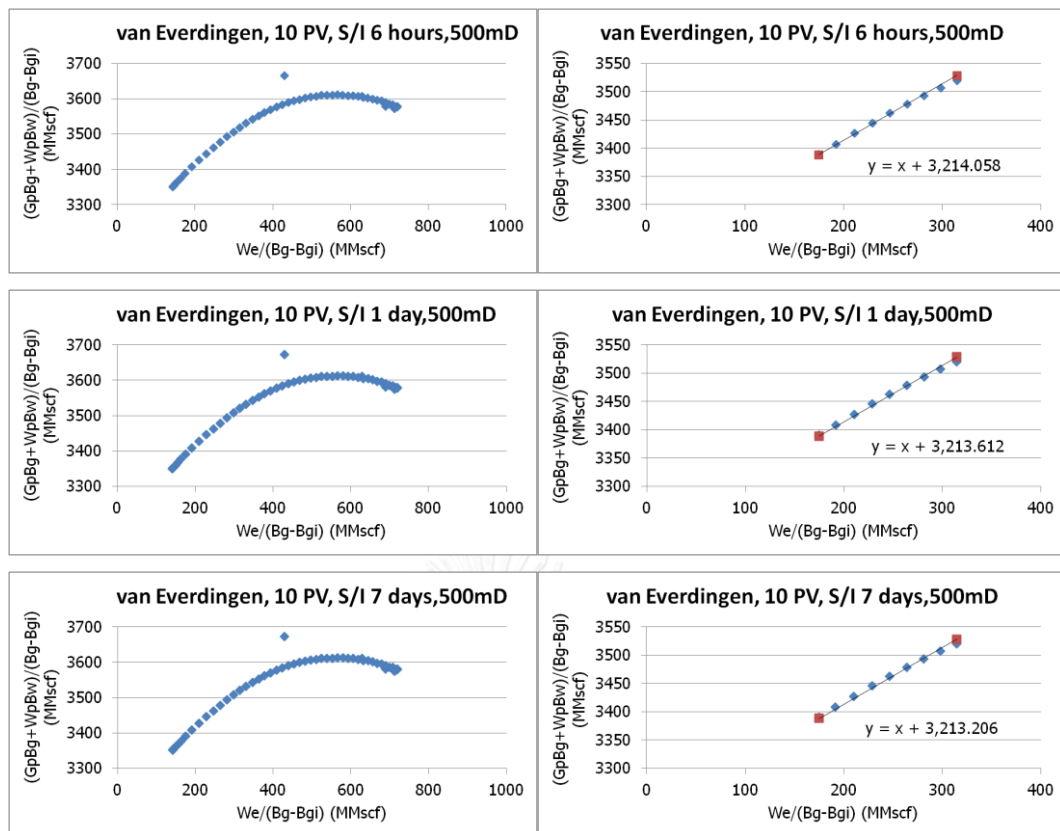 van Everdingen, 10 PV, S/I 6 hours,500mD
(GpBg+WpBw)/(Bg-Bgi)
(MMscf)
3700
3600
3500
3400
3300
0 200 400 600 800 1000
We/(Bg-Bgi) (MMscf)
van Everdingen, 10 PV, S/I 6 hours,500mD
(GpBg+WpBw)/(Bg-Bgi)
(MMscf)
3550
3500
3450
3400
3350
3300
y = x + 3,214.058
0 100 200 300 400
We/(Bg-Bgi) (MMscf)
van Everdingen, 10 PV, S/I 1 day,500mD
(GpBg+WpBw)/(Bg-Bgi)
(MMscf)
3700
3600
3500
3400
3300
0 200 400 600 800 1000
We/(Bg-Bgi) (MMscf)
van Everdingen, 10 PV, S/I 1 day,500mD
(GpBg+WpBw)/(Bg-Bgi)
(MMscf)
3550
3500
3450
3400
3350
3300
y = x + 3,213.612
0 100 200 300 400
We/(Bg-Bgi) (MMscf)
van Everdingen, 10 PV, S/I 7 days,500mD
(GpBg+WpBw)/(Bg-Bgi)
(MMscf)
3700
3600
3500
3400
3300
0 200 400 600 800 1000
We/(Bg-Bgi) (MMscf)
van Everdingen, 10 PV, S/I 7 days,500mD
(GpBg+WpBw)/(Bg-Bgi)
(MMscf)
3550
3500
3450
3400
3350
3300
y = x + 3,213.206
0 100 200 300 400
We/(Bg-Bgi) (MMscf)